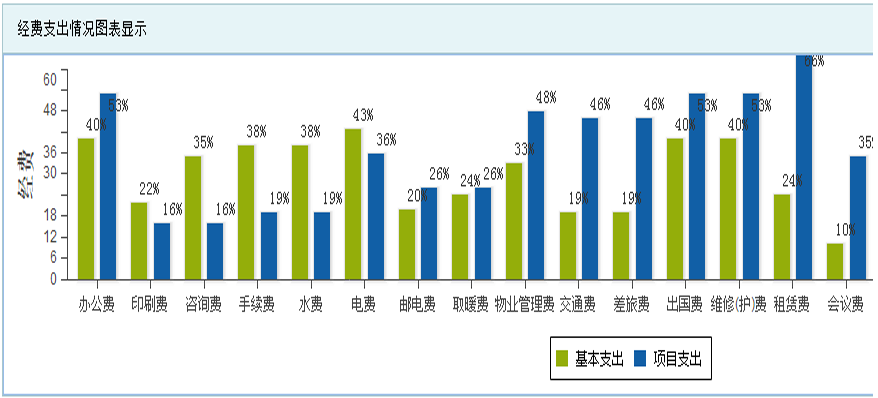 经费支出情况图表显示
经费
60
48
36
30
18
12
6
0
40% 53% 22% 16% 35% 16% 38% 19% 38% 19% 43% 36% 20% 26% 24% 26% 33% 48% 19% 46% 19% 46% 40% 53% 40% 53% 24% 66% 10% 35%
办公费 印刷费 咨询费 手续费 水费 电费 邮电费 取暖费 物业管理费 交通费 差旅费 出国费 维修(护)费 租赁费 会议费
基本支出 项目支出